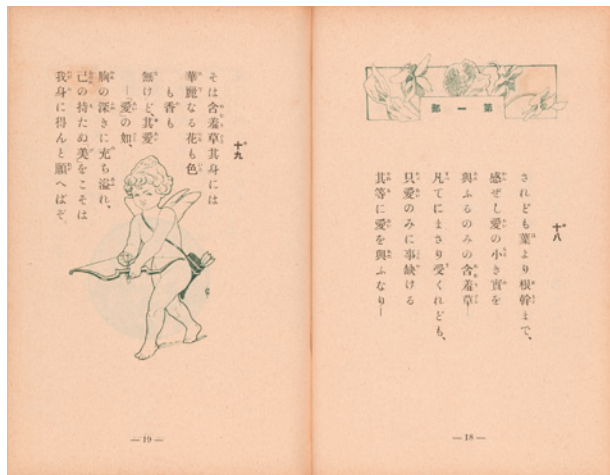 第一部
十八
されども葉より根幹まで、
感ぜし愛の小き實を
與ふるのみの含羞草—
凡てにまさり受くれども、
只愛のみに事缺ける
其等に愛を與ふなり—
—18—
十九
そは含羞草其身には
華麗なる花も色
も香も
無けど、其愛
—「愛」の如、
胸の深きに充ち溢れ、
己の持たぬ「美」をこそは
我身に得んと願へばぞ。
—19—